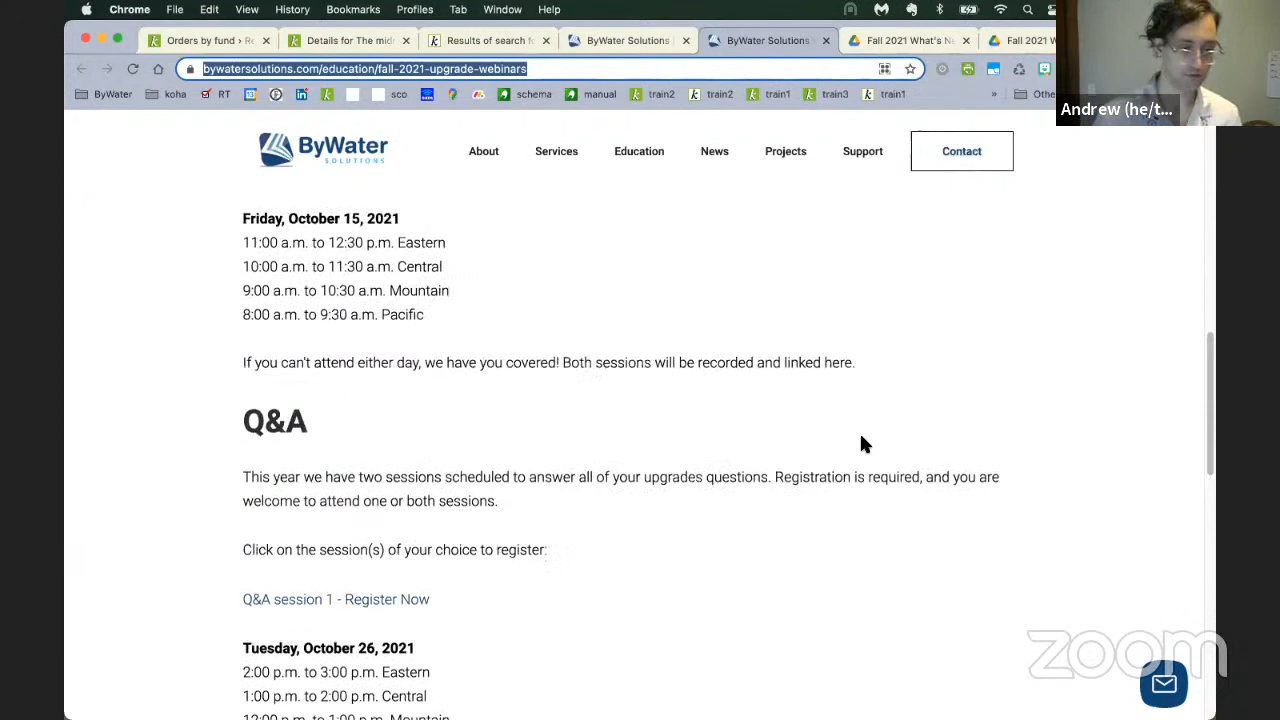 Chrome File Edit View History Bookmarks Profiles Tab Window Help
Orders by fund › Re × Details for The mid × Results of search fo × ByWater Solutions × ByWater Solutions × Fall 2021 What's N × Fall 2021 W
bywatersolutions.com/education/fall-2021-upgrade-webinars
ByWater koha RT sco schema manual train2 train2 train1 train3 train1 » Othe
Andrew (he/t...
ByWater SOLUTIONS
About Services Education News Projects Support Contact
Friday, October 15, 2021
11:00 a.m. to 12:30 p.m. Eastern
10:00 a.m. to 11:30 a.m. Central
9:00 a.m. to 10:30 a.m. Mountain
8:00 a.m. to 9:30 a.m. Pacific
If you can't attend either day, we have you covered! Both sessions will be recorded and linked here.
Q&A
This year we have two sessions scheduled to answer all of your upgrades questions. Registration is required, and you are
welcome to attend one or both sessions.
Click on the session(s) of your choice to register:
Q&A session 1 - Register Now
Tuesday, October 26, 2021
2:00 p.m. to 3:00 p.m. Eastern
1:00 p.m. to 2:00 p.m. Central
12:00 p.m. to 1:00 p.m. Mountain
zoom